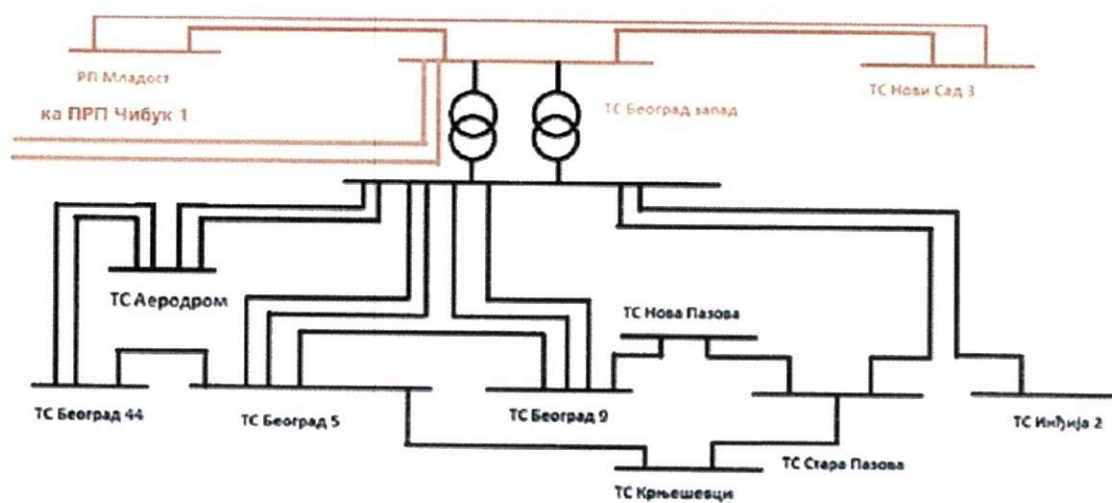 РП Младост
ТС Београд запад
ТС Нови Сад 3
ка ПРП Чибук 1
ТС Аеродром
ТС Нова Пазова
ТС Београд 44
ТС Београд 5
ТС Београд 9
ТС Инђија 2
ТС Стара Пазова
ТС Крњешевци